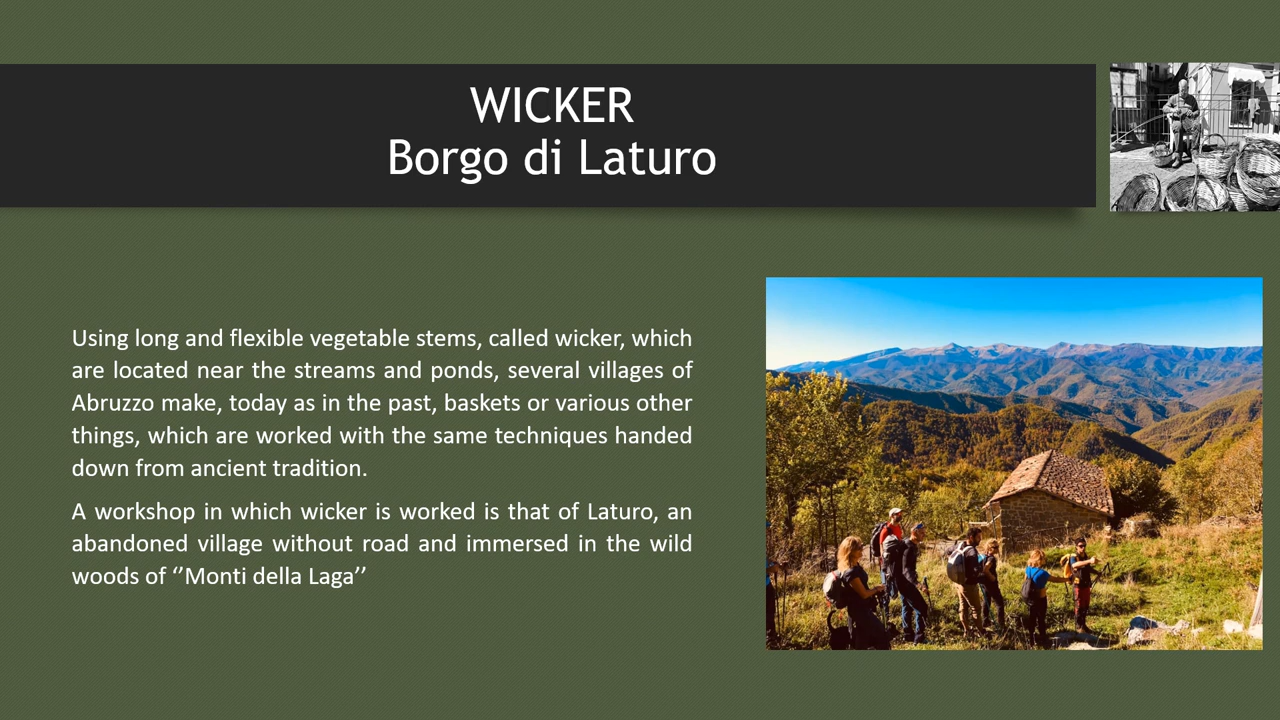 WICKER
Borgo di Laturo
Using long and flexible vegetable stems, called wicker, which
are located near the streams and ponds, several villages of
Abruzzo make, today as in the past, baskets or various other
things, which are worked with the same techniques handed
down from ancient tradition.
A workshop in which wicker is worked is that of Laturo, an
abandoned village without road and immersed in the wild
woods of ‘’Monti della Laga’’